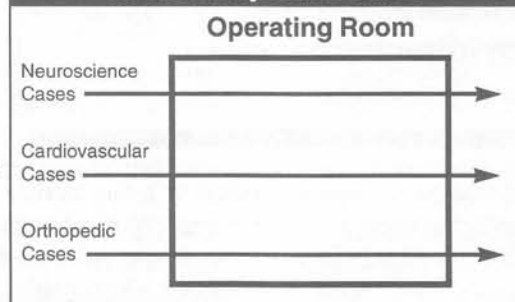 Operating Room
Neuroscience
Cases
Cardiovascular
Cases
Orthopedic
Cases